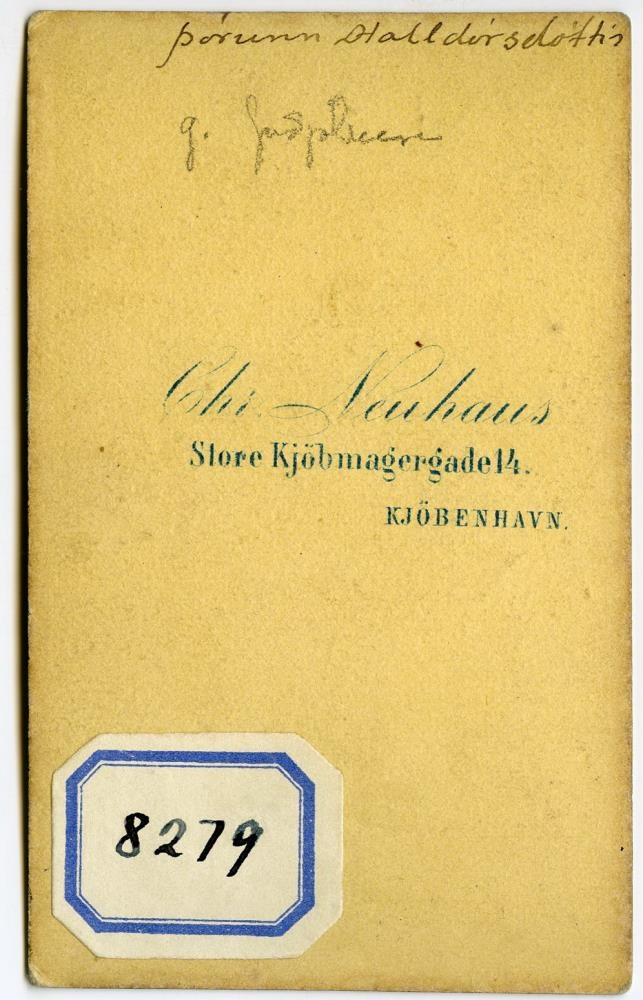 Þórunn Halldórsdóttir
g.
Chr. Neuhaus
Store Kjöbmagergade 14.
KJÖBENHAVN.
8279